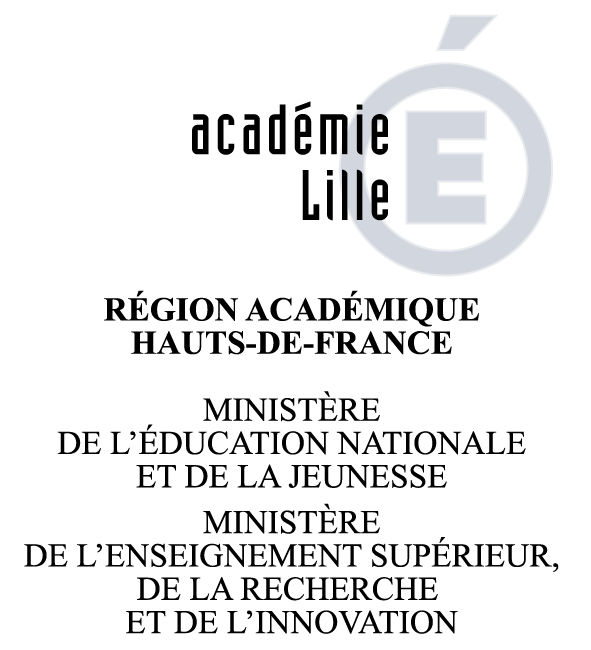 É
académie
Lille
RÉGION ACADÉMIQUE
HAUTS-DE-FRANCE
MINISTÈRE
DE L’ÉDUCATION NATIONALE
ET DE LA JEUNESSE
MINISTÈRE
DE L’ENSEIGNEMENT SUPÉRIEUR,
DE LA RECHERCHE
ET DE L’INNOVATION